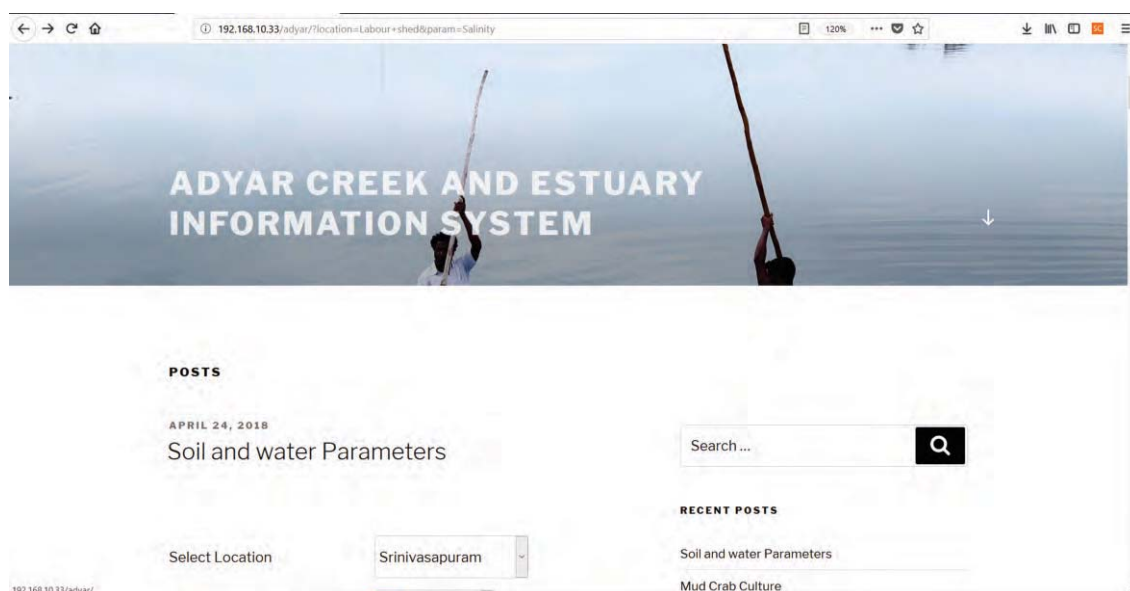 192.168.10.33/adyar/?location=Labour+shed&param=Salinity
120%
SC
ADYAR CREEK AND ESTUARY
INFORMATION SYSTEM
POSTS
APRIL 24, 2018
Soil and water Parameters
Search ...
RECENT POSTS
Select Location
Srinivasapuram
Soil and water Parameters
Mud Crab Culture
192.168.10.33/adyar/